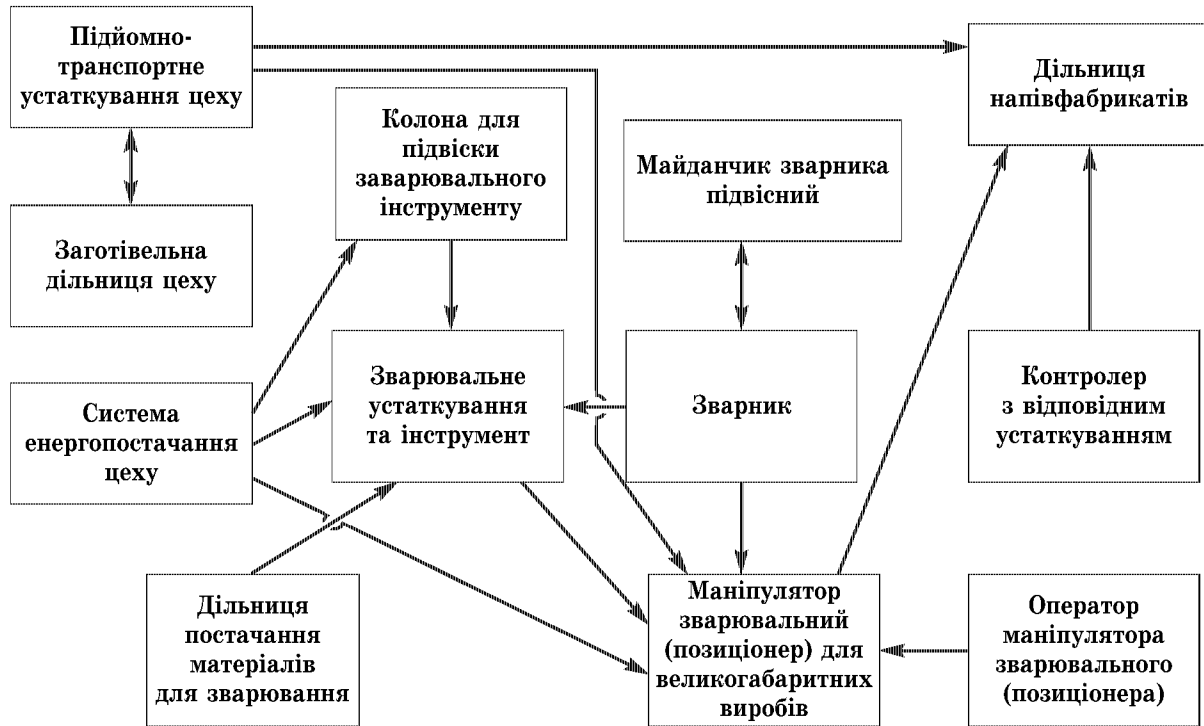 Підйомно-
транспортне
устаткування цеху
Дільниця
напівфабрикатів
Колона для
підвіски
заварювального
інструменту
Майданчик зварника
підвісний
Заготівельна
дільниця цеху
Система
енергопостачання
цеху
Зварювальне
устаткування
та інструмент
Зварник
Контролер
з відповідним
устаткуванням
Дільниця
постачання
матеріалів
для зварювання
Маніпулятор
зварювальний
(позиціонер) для
великогабаритних
виробів
Оператор
маніпулятора
зварювального
(позиціонера)